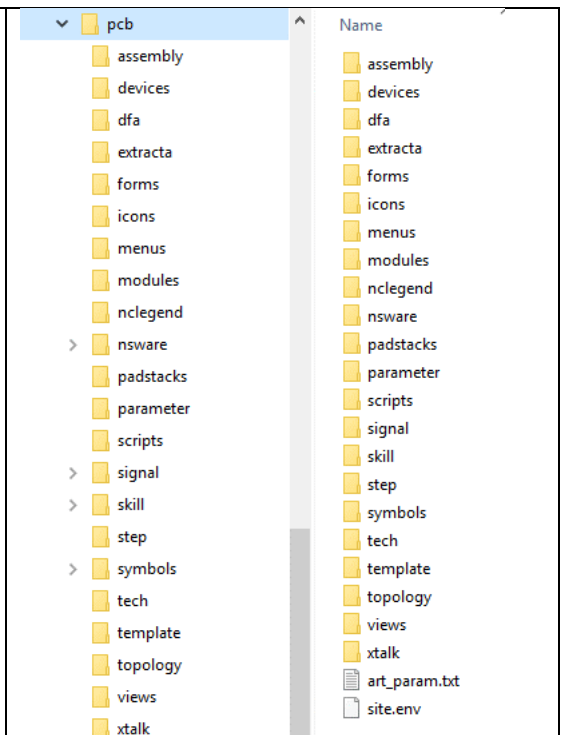 pcb
assembly
devices
dfa
extracta
forms
icons
menus
modules
nclegend
nsware
padstacks
parameter
scripts
signal
skill
step
symbols
tech
template
topology
views
xtalk
Name
assembly
devices
dfa
extracta
forms
icons
menus
modules
nclegend
nsware
padstacks
parameter
scripts
signal
skill
step
symbols
tech
template
topology
views
xtalk
art_param.txt
site.env